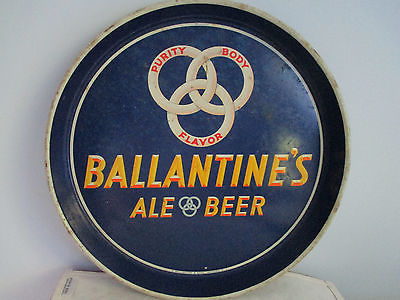 PURITY BODY
FLAVOR
BALLANTINE'S
ALE BEER